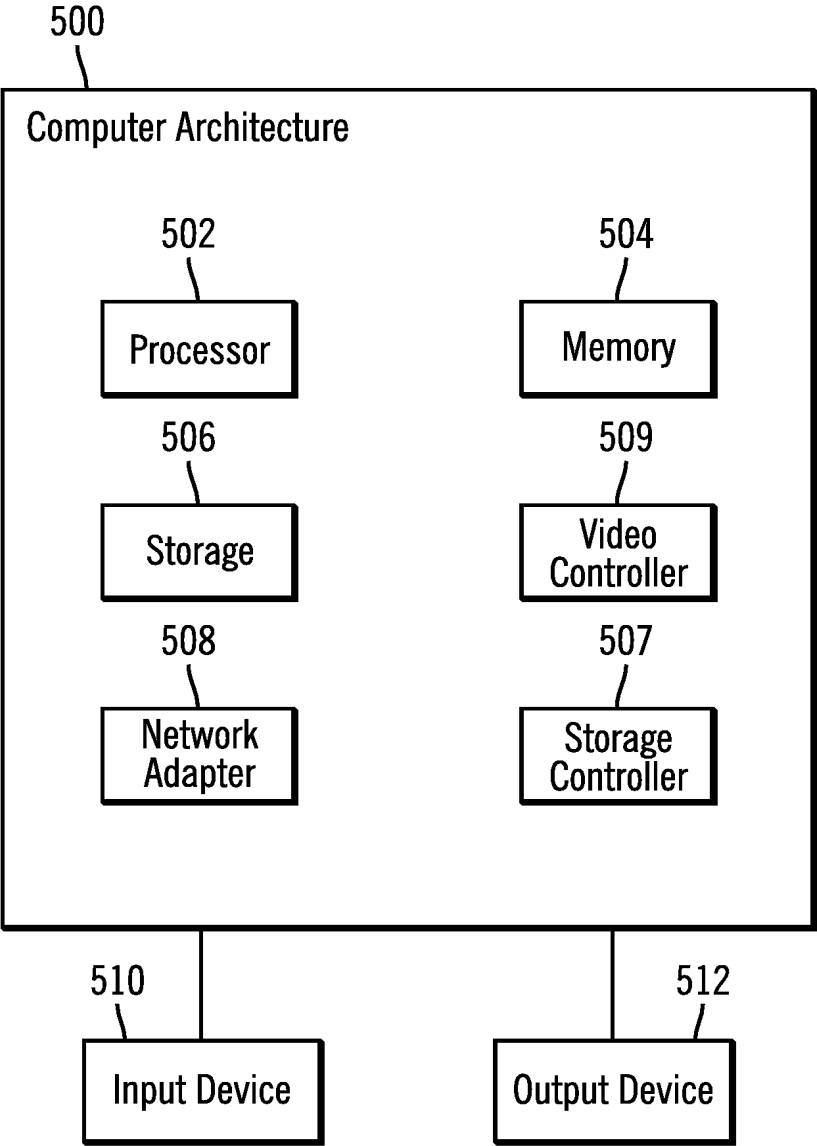 500
Computer Architecture
502
504
Processor
Memory
506
509
Storage
Video
Controller
508
507
Network
Adapter
Storage
Controller
510
512
Input Device
Output Device